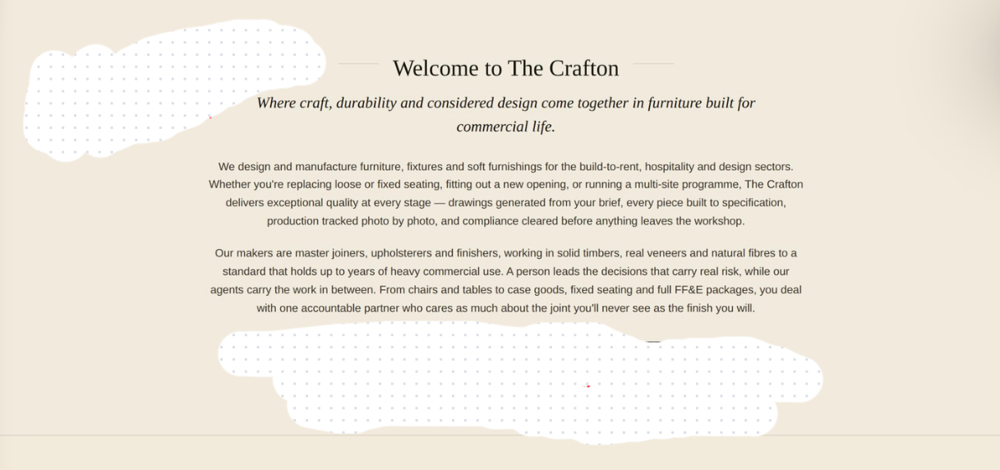 Welcome to The Crafton
Where craft, durability and considered design come together in furniture built for
commercial life.
We design and manufacture furniture, fixtures and soft furnishings for the build-to-rent, hospitality and design sectors.
Whether you're replacing loose or fixed seating, fitting out a new opening, or running a multi-site programme, The Crafton
delivers exceptional quality at every stage — drawings generated from your brief, every piece built to specification,
production tracked photo by photo, and compliance cleared before anything leaves the workshop.
Our makers are master joiners, upholsterers and finishers, working in solid timbers, real veneers and natural fibres to a
standard that holds up to years of heavy commercial use. A person leads the decisions that carry real risk, while our
agents carry the work in between. From chairs and tables to case goods, fixed seating and full FF&E packages, you deal
with one accountable partner who cares as much about the joint you'll never see as the finish you will.